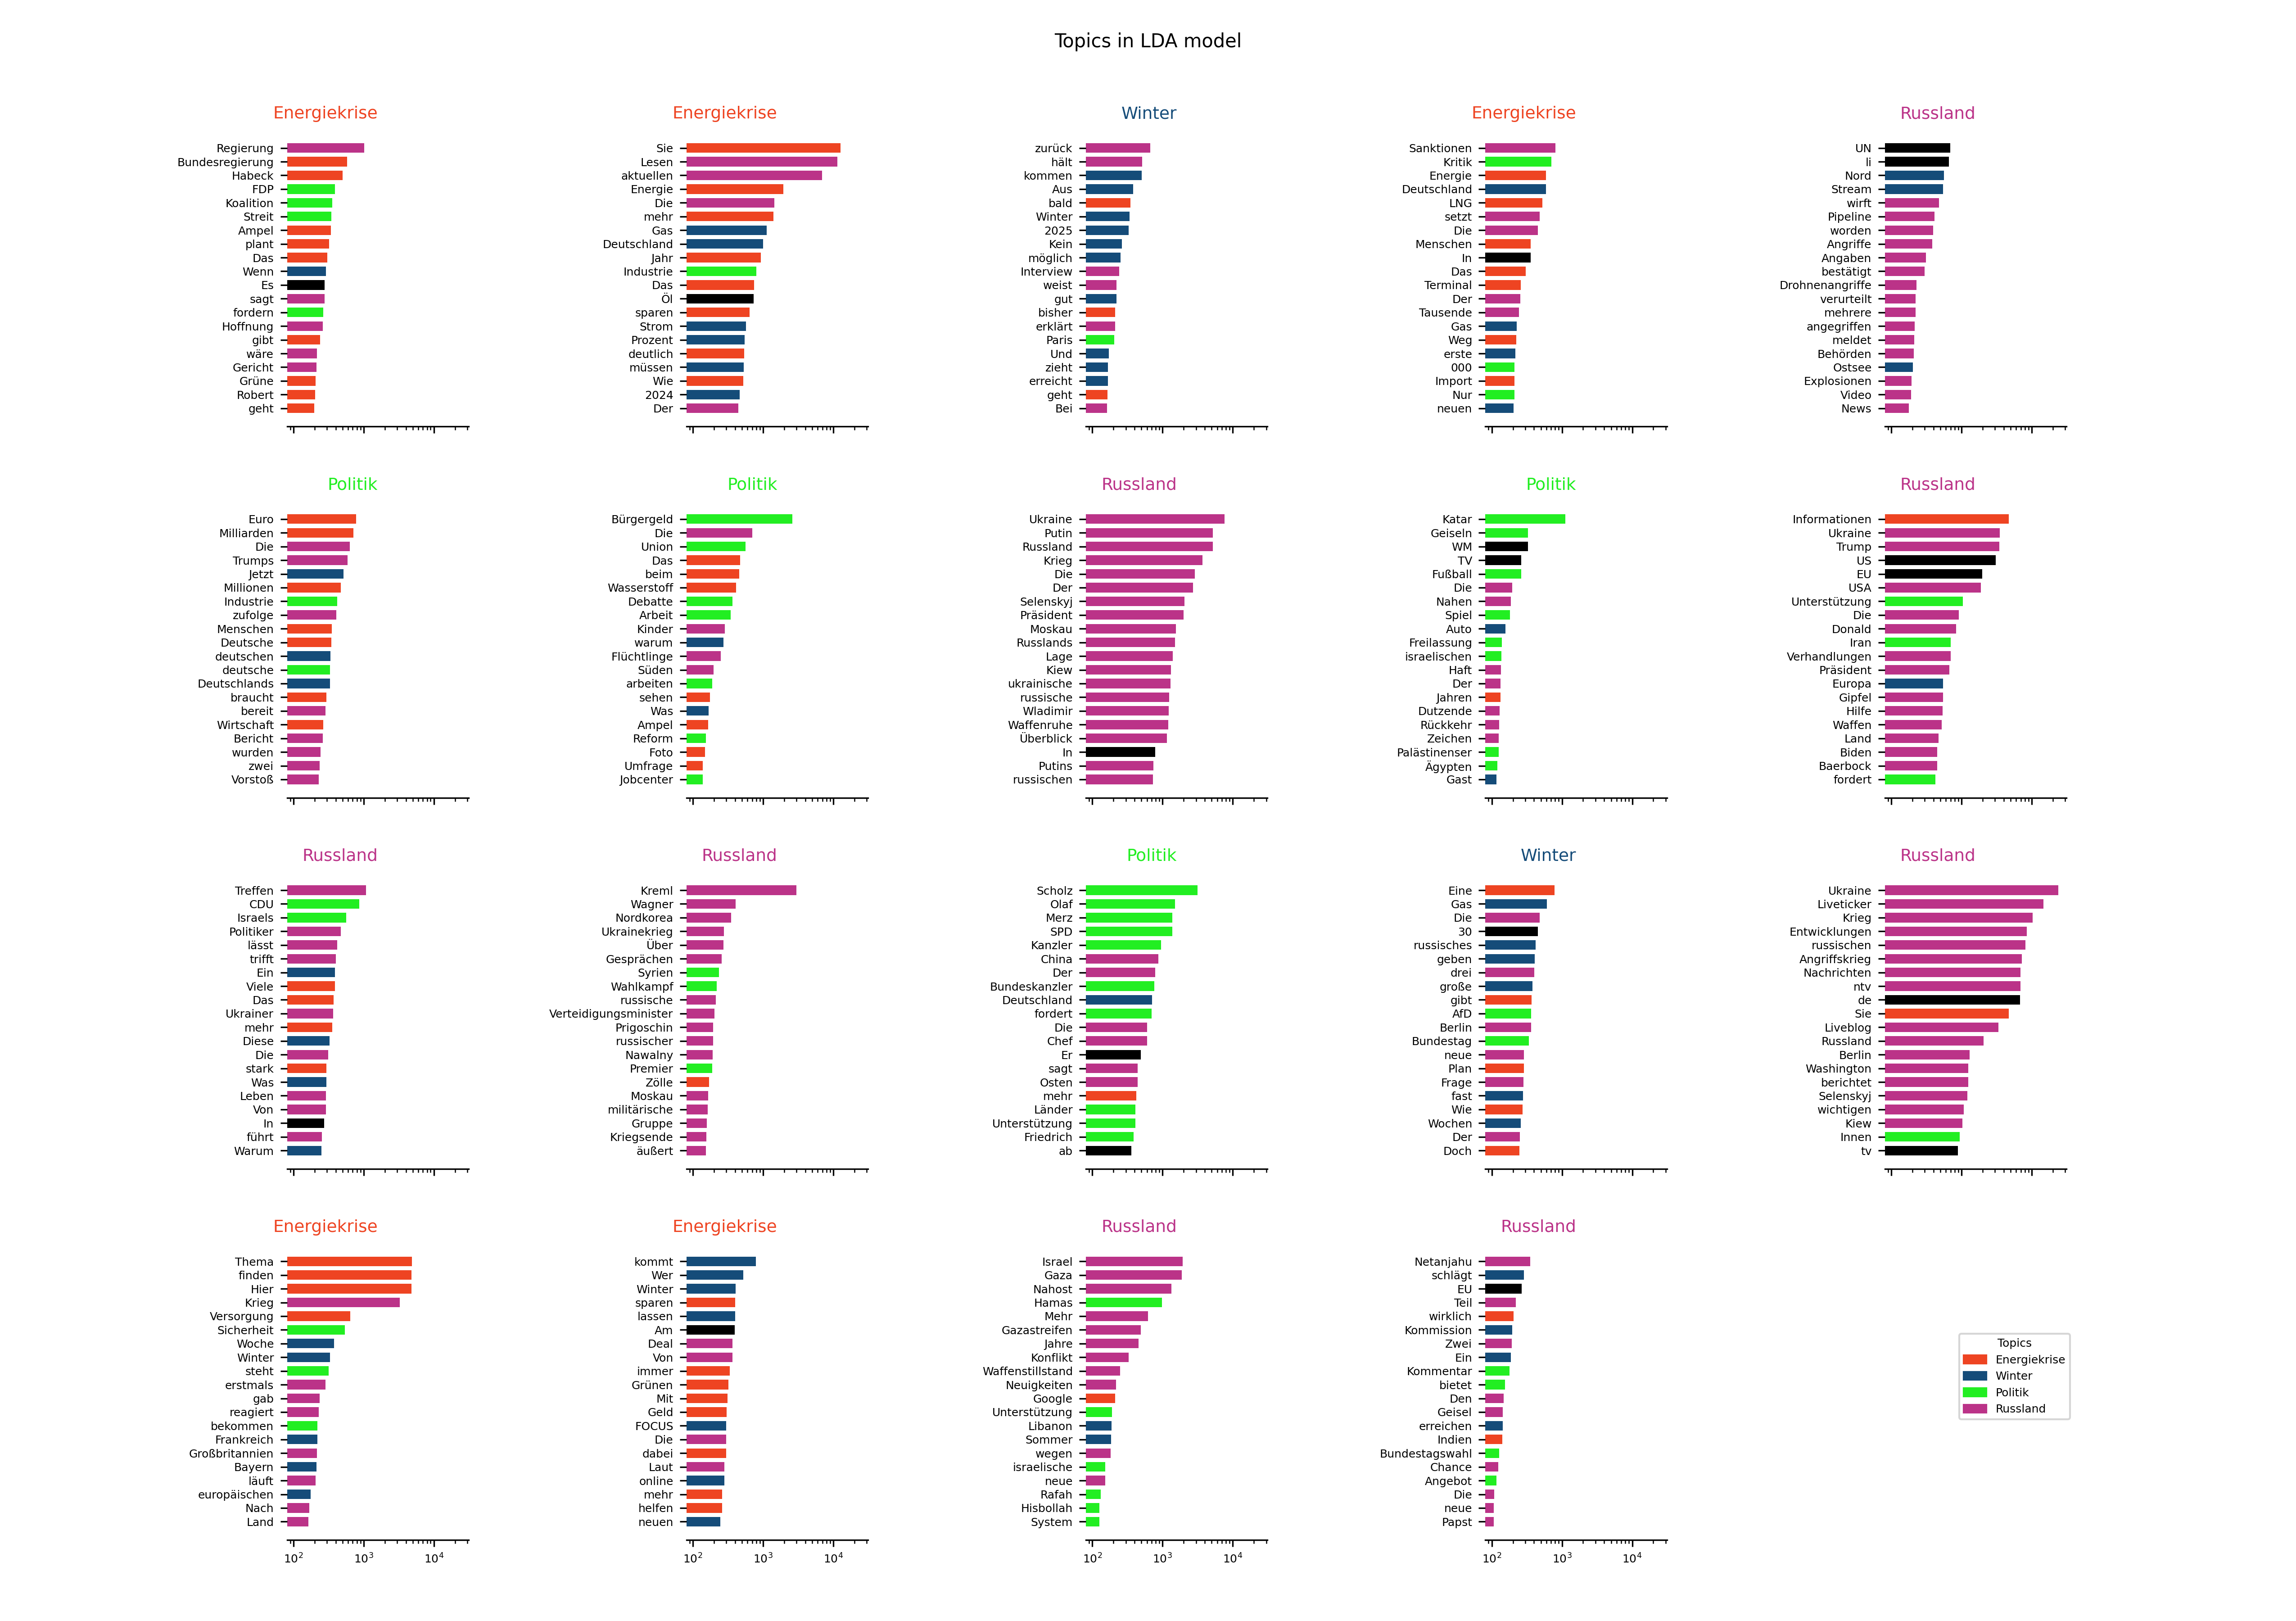 Topics in LDA model
Energiekrise
Regierung
Bundesregierung
Habeck
FDP
Koalition
Streit
Ampel
plant
Das
Wenn
Es
sagt
fordern
Hoffnung
gibt
wäre
Gericht
Grüne
Robert
geht
Energiekrise
Sie
Lesen
aktuellen
Energie
Die
mehr
Gas
Deutschland
Jahr
Industrie
Das
Öl
sparen
Strom
Prozent
deutlich
müssen
Wie
2024
Der
Winter
zurück
hält
kommen
Aus
bald
Winter
2025
Kein
möglich
Interview
weist
gut
bisher
erklärt
Paris
Und
zieht
erreicht
geht
Bei
Energiekrise
Sanktionen
Kritik
Energie
Deutschland
LNG
setzt
Die
Menschen
In
Das
Terminal
Der
Tausende
Gas
Weg
erste
000
Import
Nur
neuen
Russland
UN
li
Nord
Stream
wirft
Pipeline
worden
Angriffe
Angaben
bestätigt
Drohnenangriffe
verurteilt
mehrere
angegriffen
meldet
Behörden
Ostsee
Explosionen
Video
News
Politik
Euro
Milliarden
Die
Trumps
Jetzt
Millionen
Industrie
zufolge
Menschen
Deutsche
deutschen
deutsche
Deutschlands
braucht
bereit
Wirtschaft
Bericht
wurden
zwei
Vorstoß
Politik
Bürgergeld
Die
Union
Das
beim
Wasserstoff
Debatte
Arbeit
Kinder
warum
Flüchtlinge
Süden
arbeiten
sehen
Was
Ampel
Reform
Foto
Umfrage
Jobcenter
Russland
Ukraine
Putin
Russland
Krieg
Die
Der
Selenskyj
Präsident
Moskau
Russlands
Lage
Kiew
ukrainische
russische
Wladimir
Waffenruhe
Überblick
In
Putins
russischen
Politik
Katar
Geiseln
WM
TV
Fußball
Die
Nahen
Spiel
Auto
Freilassung
israelischen
Haft
Der
Jahren
Dutzende
Rückkehr
Zeichen
Palästinenser
Ägypten
Gast
Russland
Informationen
Ukraine
Trump
US
EU
USA
Unterstützung
Die
Donald
Iran
Verhandlungen
Präsident
Europa
Gipfel
Hilfe
Waffen
Land
Biden
Baerbock
fordert
Russland
Treffen
CDU
Israels
Politiker
lässt
trifft
Ein
Viele
Das
Ukrainer
mehr
Diese
Die
stark
Was
Leben
Von
In
führt
Warum
Russland
Kreml
Wagner
Nordkorea
Ukrainekrieg
Über
Gesprächen
Syrien
Wahlkampf
russische
Verteidigungsminister
Prigoschin
russischer
Nawalny
Premier
Zölle
Moskau
militärische
Gruppe
Kriegsende
äußert
Politik
Scholz
Olaf
Merz
SPD
Kanzler
China
Der
Bundeskanzler
Deutschland
fordert
Die
Chef
Er
sagt
Osten
mehr
Länder
Unterstützung
Friedrich
ab
Winter
Eine
Gas
Die
30
russisches
geben
drei
große
gibt
AfD
Berlin
Bundestag
neue
Plan
Frage
fast
Wie
Wochen
Der
Doch
Russland
Ukraine
Liveticker
Krieg
Entwicklungen
russischen
Angriffskrieg
Nachrichten
ntv
de
Sie
Liveblog
Russland
Berlin
Washington
berichtet
Selenskyj
wichtigen
Kiew
Innen
tv
Energiekrise
Thema
finden
Hier
Krieg
Versorgung
Sicherheit
Woche
Winter
steht
erstmals
gab
reagiert
bekommen
Frankreich
Großbritannien
Bayern
läuft
europäischen
Nach
Land
10² 10³ 10⁴
Energiekrise
kommt
Wer
Winter
sparen
lassen
Am
Deal
Von
immer
Grünen
Mit
Geld
FOCUS
Die
dabei
Laut
online
mehr
helfen
neuen
10² 10³ 10⁴
Russland
Israel
Gaza
Nahost
Hamas
Mehr
Gazastreifen
Jahre
Konflikt
Waffenstillstand
Neuigkeiten
Google
Unterstützung
Libanon
Sommer
wegen
israelische
neue
Rafah
Hisbollah
System
10² 10³ 10⁴
Russland
Netanjahu
schlägt
EU
Teil
wirklich
Kommission
Zwei
Ein
Kommentar
bietet
Den
Geisel
erreichen
Indien
Bundestagswahl
Chance
Angebot
Die
neue
Papst
10² 10³ 10⁴
Topics
Energiekrise
Winter
Politik
Russland